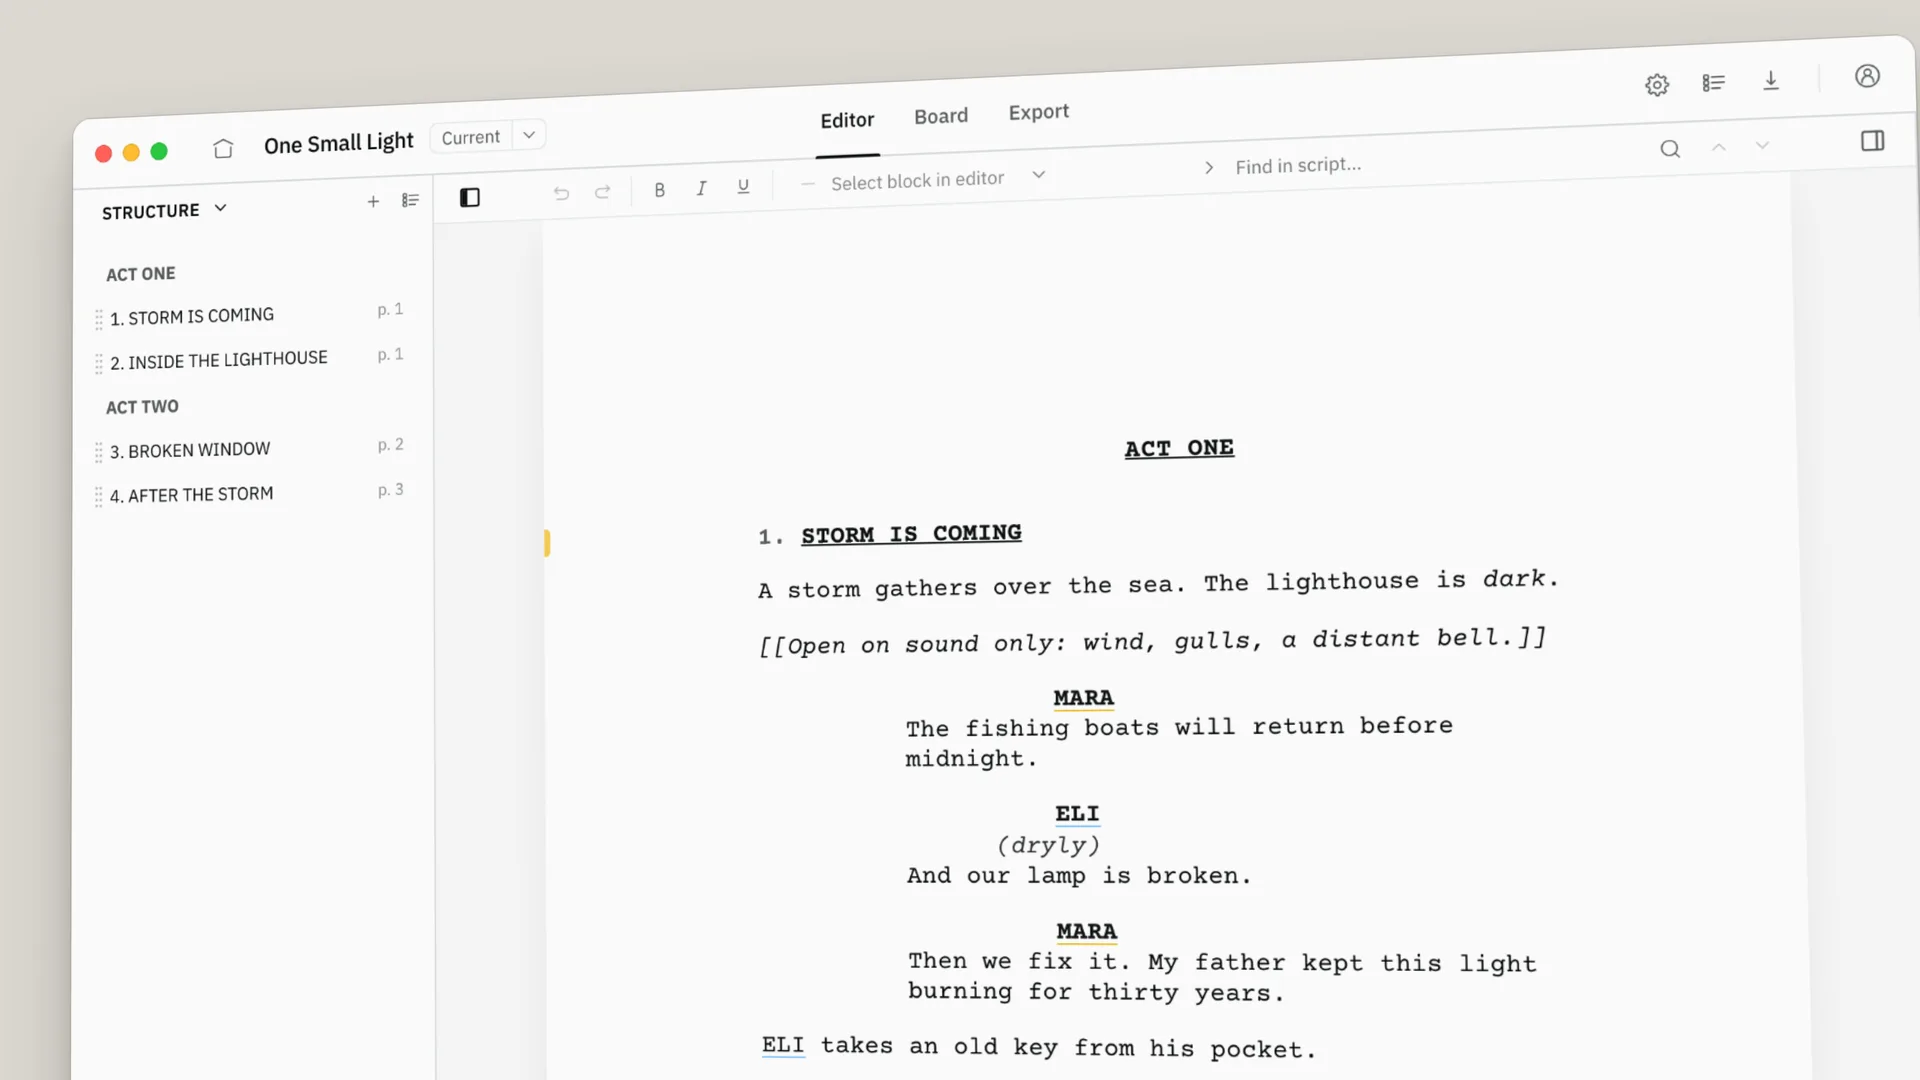 One Small Light
Current
Editor
Board
Export
STRUCTURE
B I U
Select block in editor
Find in script...
ACT ONE
1. STORM IS COMING p. 1
2. INSIDE THE LIGHTHOUSE p. 1
ACT TWO
3. BROKEN WINDOW p. 2
4. AFTER THE STORM p. 3
ACT ONE
1. STORM IS COMING
A storm gathers over the sea. The lighthouse is dark.
[[Open on sound only: wind, gulls, a distant bell.]]
MARA
The fishing boats will return before
midnight.
ELI
(dryly)
And our lamp is broken.
MARA
Then we fix it. My father kept this light
burning for thirty years.
ELI takes an old key from his pocket.